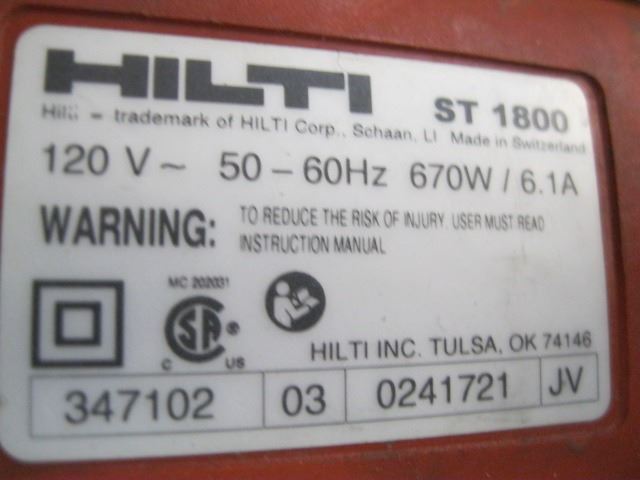 HILTI ST 1800
Hilti = trademark of HILTI Corp., Schaan, LI Made in Switzerland
120 V ~ 50 – 60Hz 670W / 6.1A
WARNING: TO REDUCE THE RISK OF INJURY USER MUST READ
INSTRUCTION MANUAL
MC 202031
SA ®
C US
HILTI INC. TULSA, OK 74146
347102 03 0241721 JV